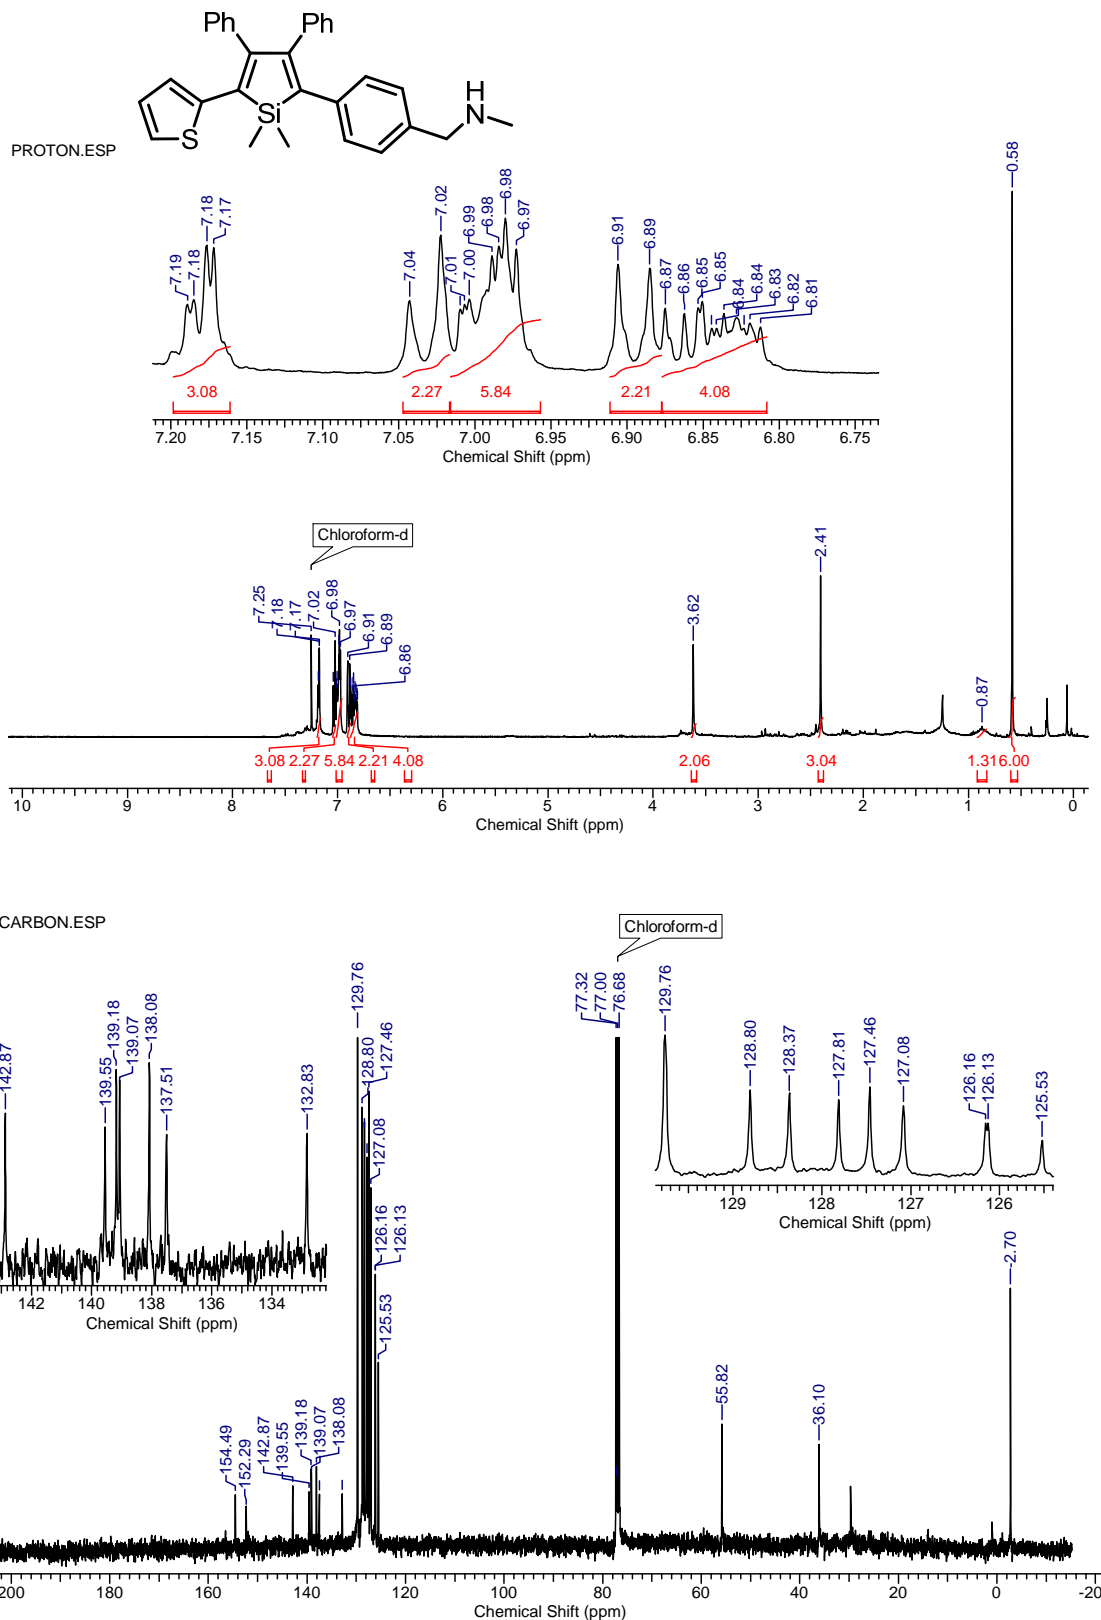 Ph Ph
H
N
Si
S
PROTON.ESP
7.19 7.18 7.18 7.17 7.04 7.02 7.01 7.00 6.99 6.98 6.98 6.97 6.91 6.89 6.87 6.86 6.85 6.85 6.84 6.84 6.83 6.82 6.81
0.58
3.08 2.27 5.84 2.21 4.08
7.20 7.15 7.10 7.05 7.00 6.95 6.90 6.85 6.80 6.75
Chemical Shift (ppm)
Chloroform-d
7.25 7.18 7.17 7.02 6.98 6.97 6.91 6.89 6.86 3.62 2.41 0.87
3.08 2.27 5.84 2.21 4.08 2.06 3.04 1.31 6.00
10 9 8 7 6 5 4 3 2 1 0
Chemical Shift (ppm)
CARBON.ESP
Chloroform-d
142.87 139.55 139.18 139.07 138.08 137.51 132.83
142 140 138 136 134
Chemical Shift (ppm)
129.76 128.80 128.37 127.81 127.46 127.08 126.16 126.13 125.53
129 128 127 126
Chemical Shift (ppm)
154.49 152.29 142.87 139.55 139.18 139.07 138.08 129.76 128.80 127.46 127.08 126.16 126.13 125.53 77.32 77.00 76.68 55.82 36.10 -2.70
200 180 160 140 120 100 80 60 40 20 0 -20
Chemical Shift (ppm)